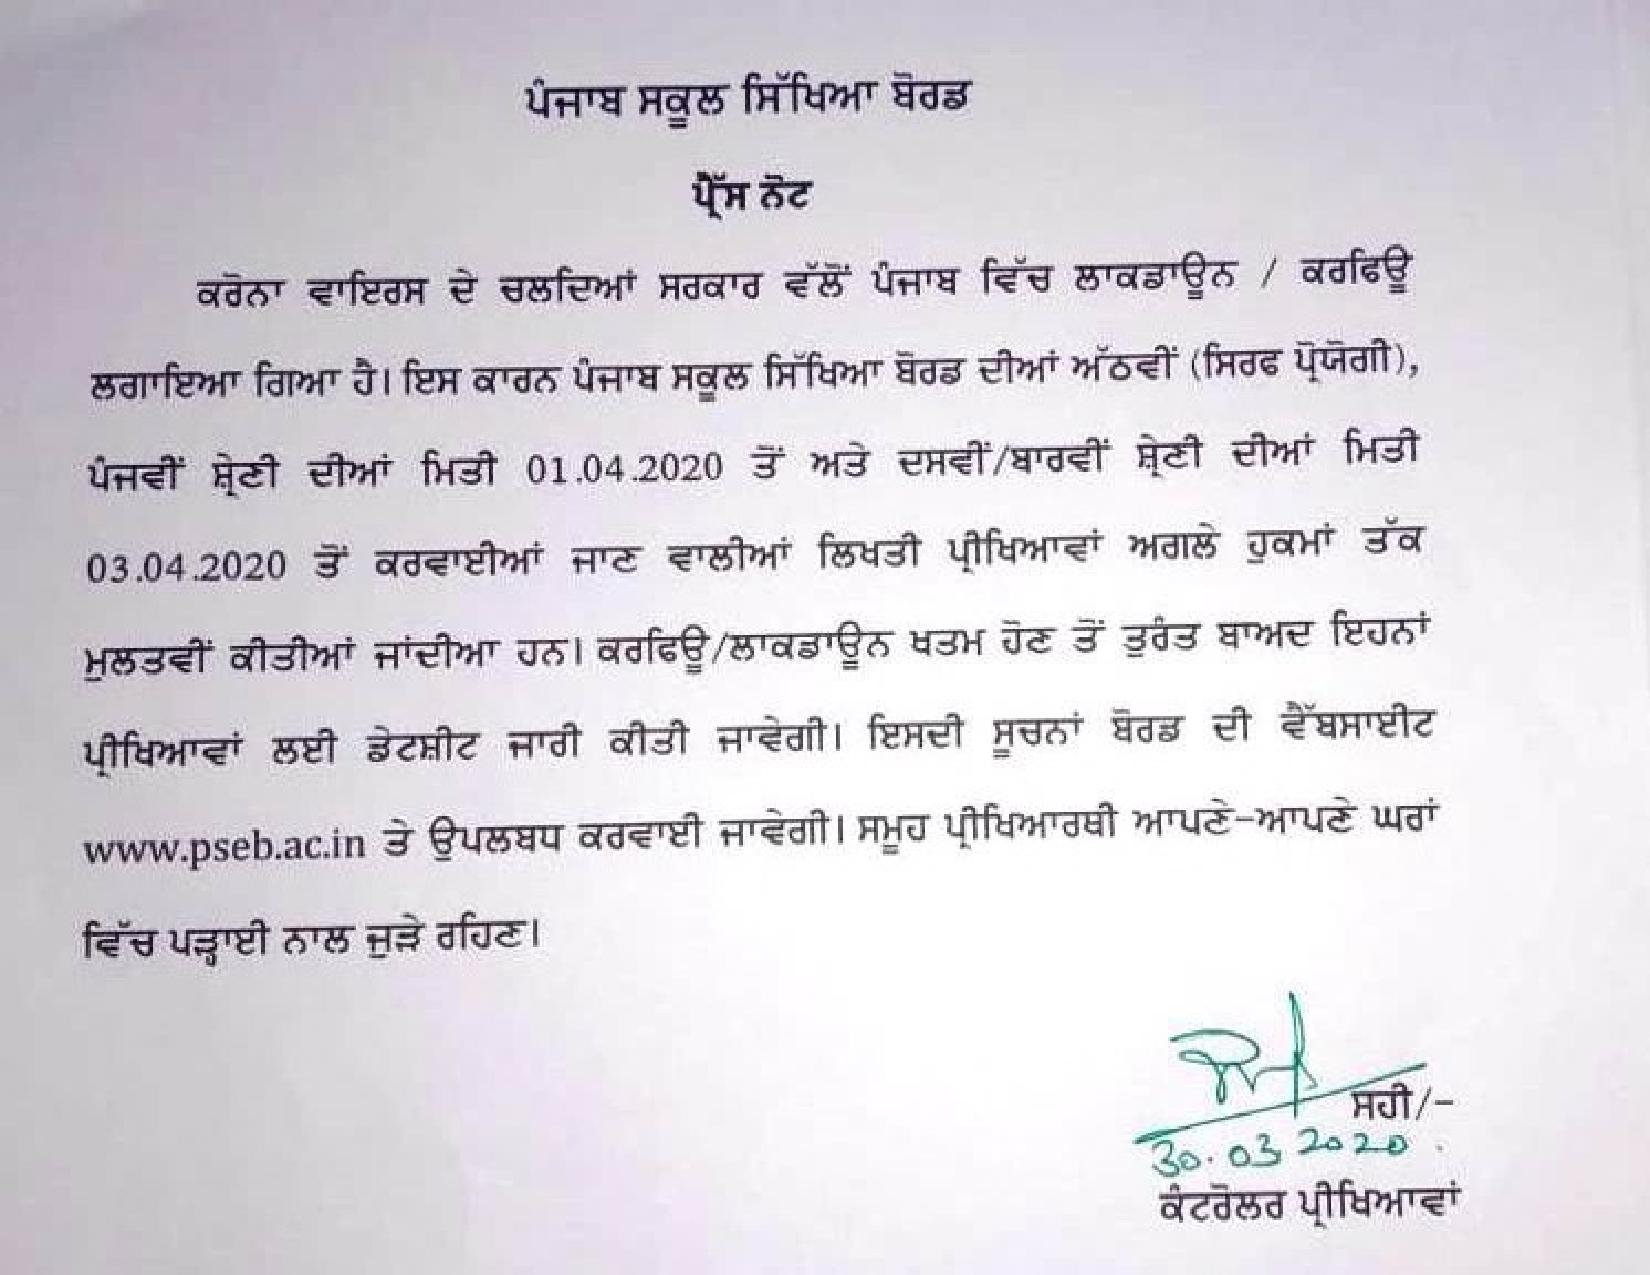 ਪੰਜਾਬ ਸਕੂਲ ਸਿੱਖਿਆ ਬੋਰਡ
ਪ੍ਰੈੱਸ ਨੋਟ
ਕਰੋਨਾ ਵਾਇਰਸ ਦੇ ਚਲਦਿਆਂ ਸਰਕਾਰ ਵੱਲੋਂ ਪੰਜਾਬ ਵਿੱਚ ਲਾਕਡਾਊਨ / ਕਰਫਿਊ
ਲਗਾਇਆ ਗਿਆ ਹੈ। ਇਸ ਕਾਰਨ ਪੰਜਾਬ ਸਕੂਲ ਸਿੱਖਿਆ ਬੋਰਡ ਦੀਆਂ ਅੱਠਵੀਂ (ਸਿਰਫ ਪ੍ਰੋਯੋਗੀ),
ਪੰਜਵੀਂ ਸ਼੍ਰੇਣੀ ਦੀਆਂ ਮਿਤੀ 01.04.2020 ਤੋਂ ਅਤੇ ਦਸਵੀਂ/ਬਾਰਵੀਂ ਸ਼੍ਰੇਣੀ ਦੀਆਂ ਮਿਤੀ
03.04.2020 ਤੋਂ ਕਰਵਾਈਆਂ ਜਾਣ ਵਾਲੀਆਂ ਲਿਖਤੀ ਪ੍ਰੀਖਿਆਵਾਂ ਅਗਲੇ ਹੁਕਮਾਂ ਤੱਕ
ਮੁਲਤਵੀਂ ਕੀਤੀਆਂ ਜਾਂਦੀਆ ਹਨ। ਕਰਫਿਊ/ਲਾਕਡਾਊਨ ਖਤਮ ਹੋਣ ਤੋਂ ਤੁਰੰਤ ਬਾਅਦ ਇਹਨਾਂ
ਪ੍ਰੀਖਿਆਵਾਂ ਲਈ ਡੇਟਸ਼ੀਟ ਜਾਰੀ ਕੀਤੀ ਜਾਵੇਗੀ। ਇਸਦੀ ਸੂਚਨਾਂ ਬੋਰਡ ਦੀ ਵੈੱਬਸਾਈਟ
www.pseb.ac.in ਤੇ ਉਪਲਬਧ ਕਰਵਾਈ ਜਾਵੇਗੀ। ਸਮੂਹ ਪ੍ਰੀਖਿਆਰਥੀ ਆਪਣੇ-ਆਪਣੇ ਘਰਾਂ
ਵਿੱਚ ਪੜ੍ਹਾਈ ਨਾਲ ਜੁੜੇ ਰਹਿਣ।
ਸਹੀ/-
30.03 2020.
ਕੰਟਰੋਲਰ ਪ੍ਰੀਖਿਆਵਾਂ